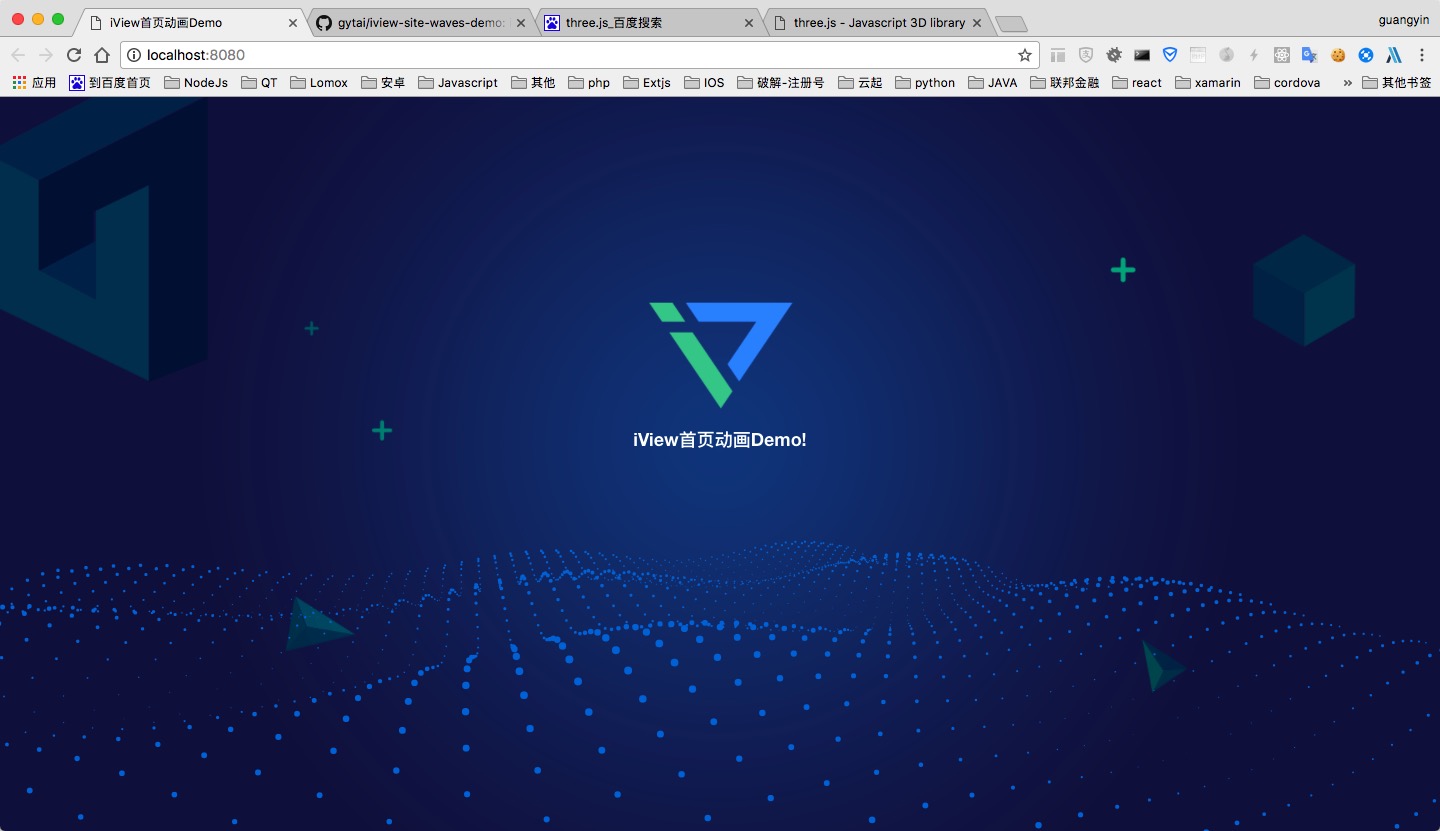 iView首页动画Demo
gytai/iview-site-waves-demo:
three.js_百度搜索
three.js - Javascript 3D library
guangyin
localhost:8080
应用
到百度首页
NodeJs
QT
Lomox
安卓
Javascript
其他
php
Extjs
IOS
破解-注册号
云起
python
JAVA
联邦金融
react
xamarin
cordova
»
其他书签
iView首页动画Demo!